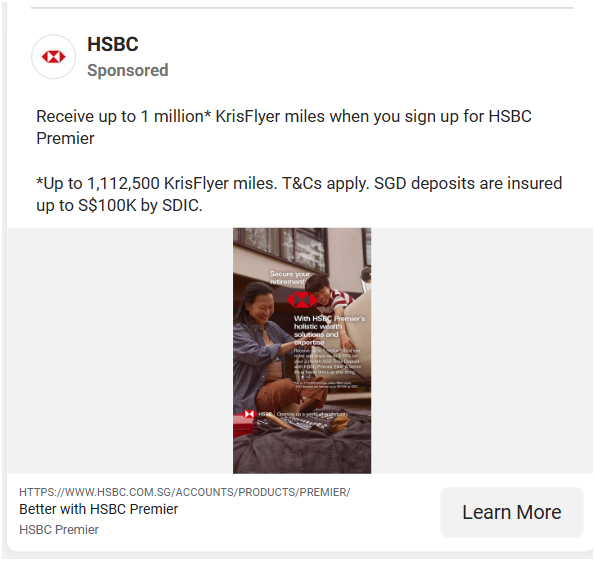 HSBC
Sponsored
Receive up to 1 million* KrisFlyer miles when you sign up for HSBC
Premier
*Up to 1,112,500 KrisFlyer miles. T&Cs apply. SGD deposits are insured
up to S$100K by SDIC.
Secure your
retirement
With HSBC Premier's
holistic wealth
solutions and
expertise
HSBC | Opening up a world of opportunity
HTTPS://WWW.HSBC.COM.SG/ACCOUNTS/PRODUCTS/PREMIER/
Better with HSBC Premier
HSBC Premier
Learn More